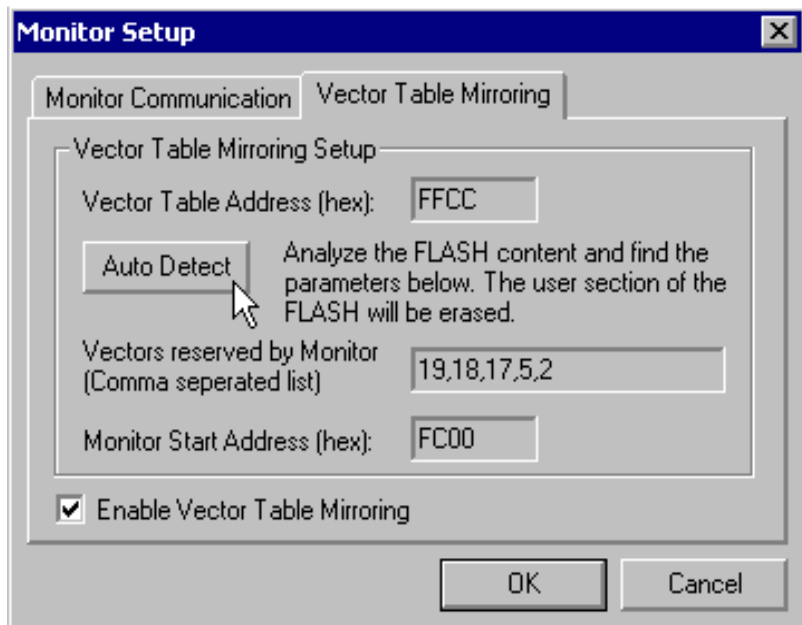 Monitor Setup
Monitor Communication
Vector Table Mirroring
Vector Table Mirroring Setup
Vector Table Address (hex):
FFCC
Auto Detect
Analyze the FLASH content and find the
parameters below. The user section of the
FLASH will be erased.
Vectors reserved by Monitor
(Comma seperated list)
19,18,17,5,2
Monitor Start Address (hex):
FC00
Enable Vector Table Mirroring
OK
Cancel